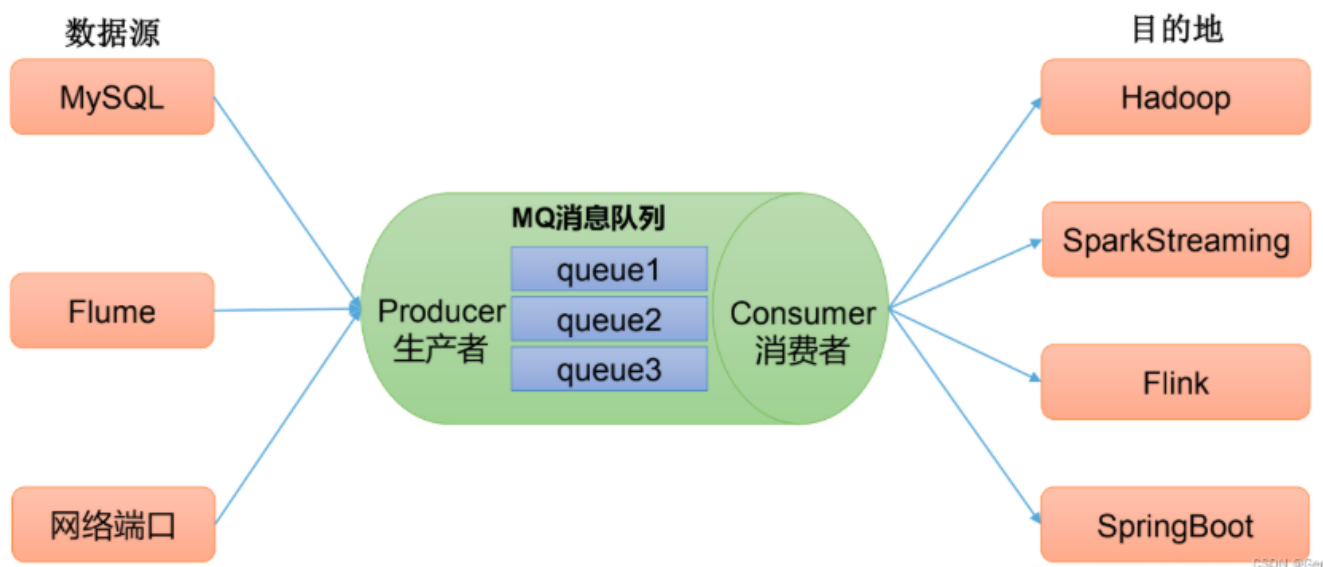 数据源
MySQL
Flume
网络端口
MQ消息队列
queue1
queue2
queue3
Producer
生产者
Consumer
消费者
目的地
Hadoop
SparkStreaming
Flink
SpringBoot
CSDN